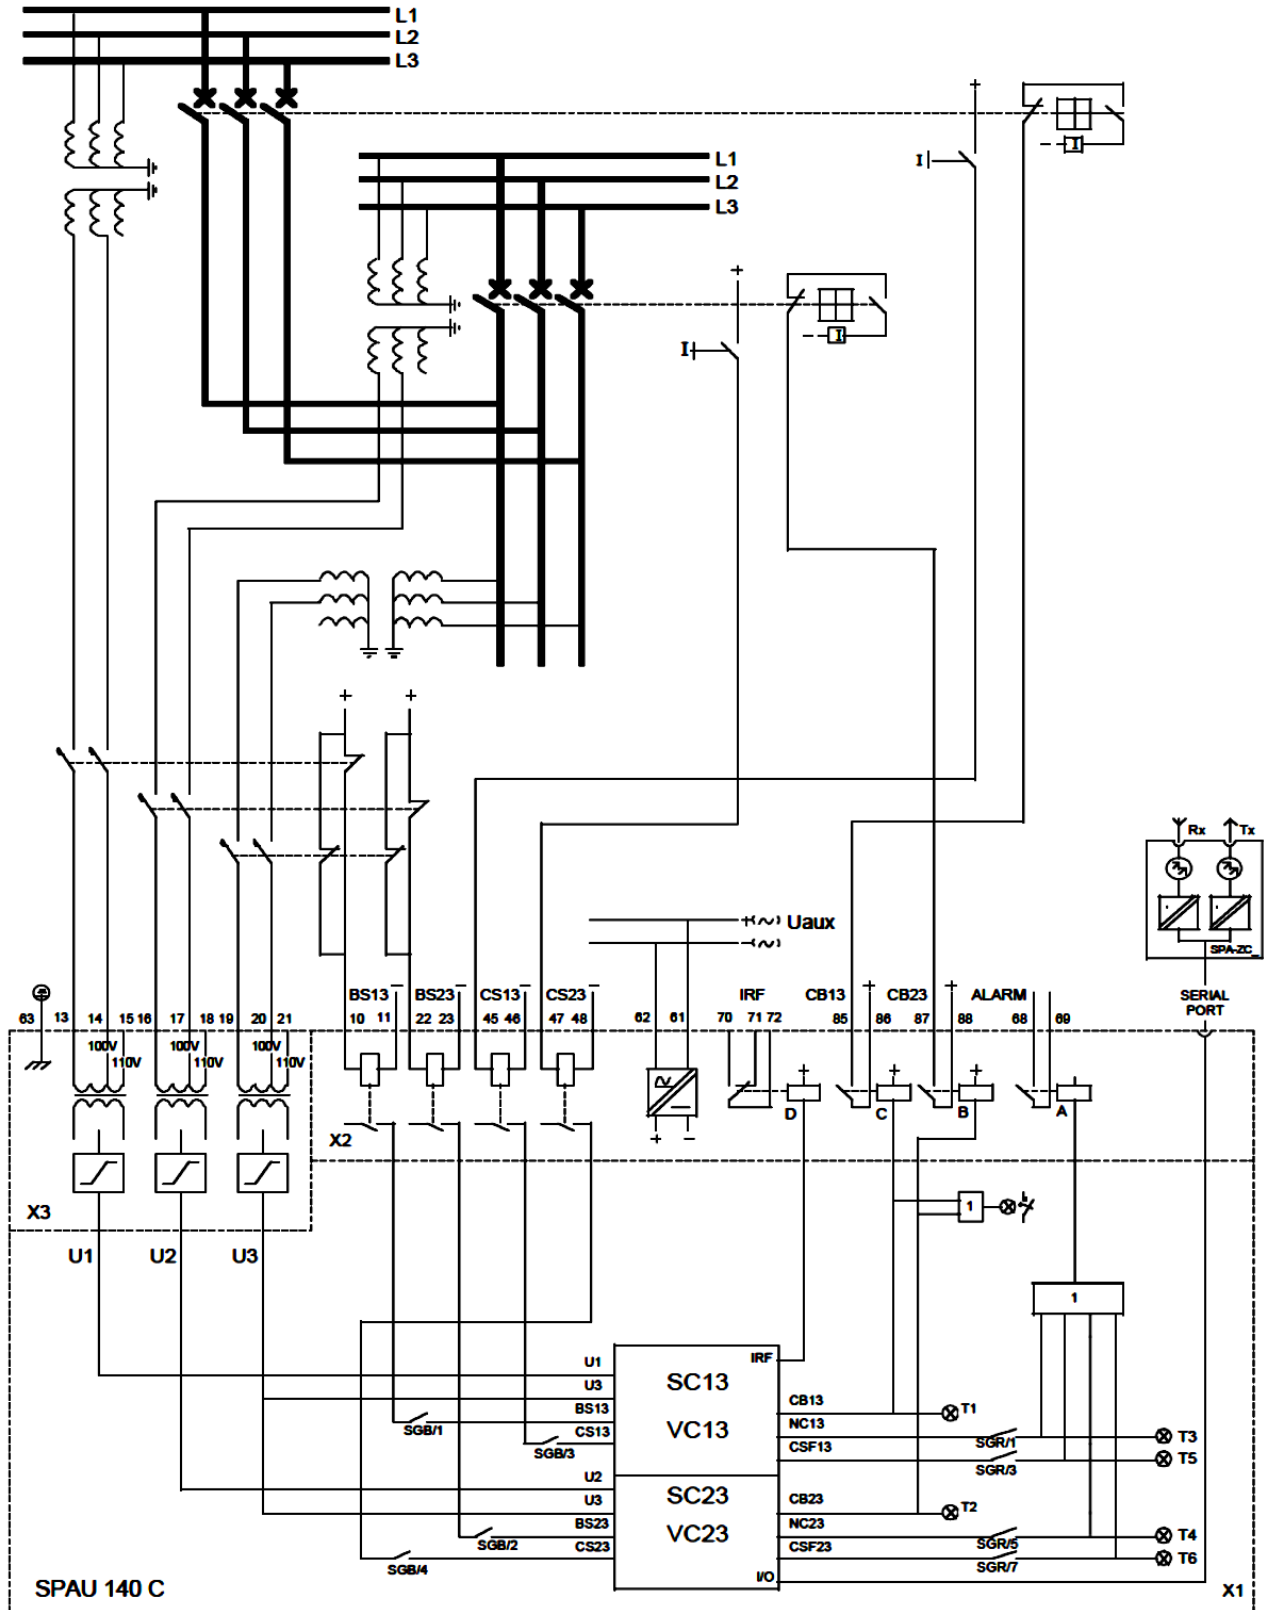 L1
L2
L3
L1
L2
L3
+
I
I
+
I
I
+ +
Rx Tx
SPA-ZC_
+(~) Uaux
-(~)
BS13 − BS23 − CS13 − CS23 − IRF CB13 + CB23 + ALARM
SERIAL PORT
63 13 14 15 16 17 18 19 20 21 10 11 22 23 45 46 47 48 62 61 70 71 72 85 86 87 88 68 69
100V 110V 100V 110V 100V 110V
+ + +
D C B A
+ −
X2
X3
1
U1 U2 U3
1
U1 IRF
SC13
U3
BS13 CB13 T1
SGB/1 VC13 NC13
CS13 SGR/1 T3
SGB/3 CSF13 T5
SGR/3
U2
SC23
U3 CB23 T2
BS23 VC23 NC23 T4
SGB/2 SGR/5
CS23 CSF23 T6
SGB/4 SGR/7
I/O
SPAU 140 C X1